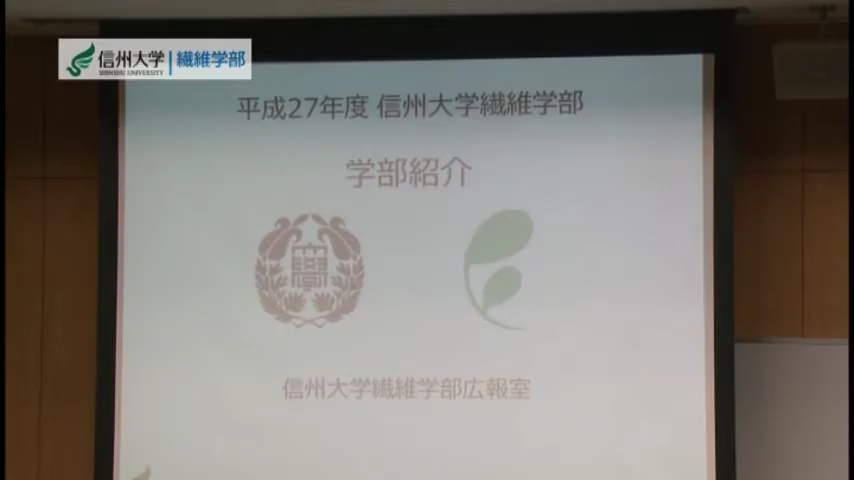 信州大学
SHINSHU UNIVERSITY
繊維学部
平成27年度 信州大学繊維学部
学部紹介
學
信州大学繊維学部広報室